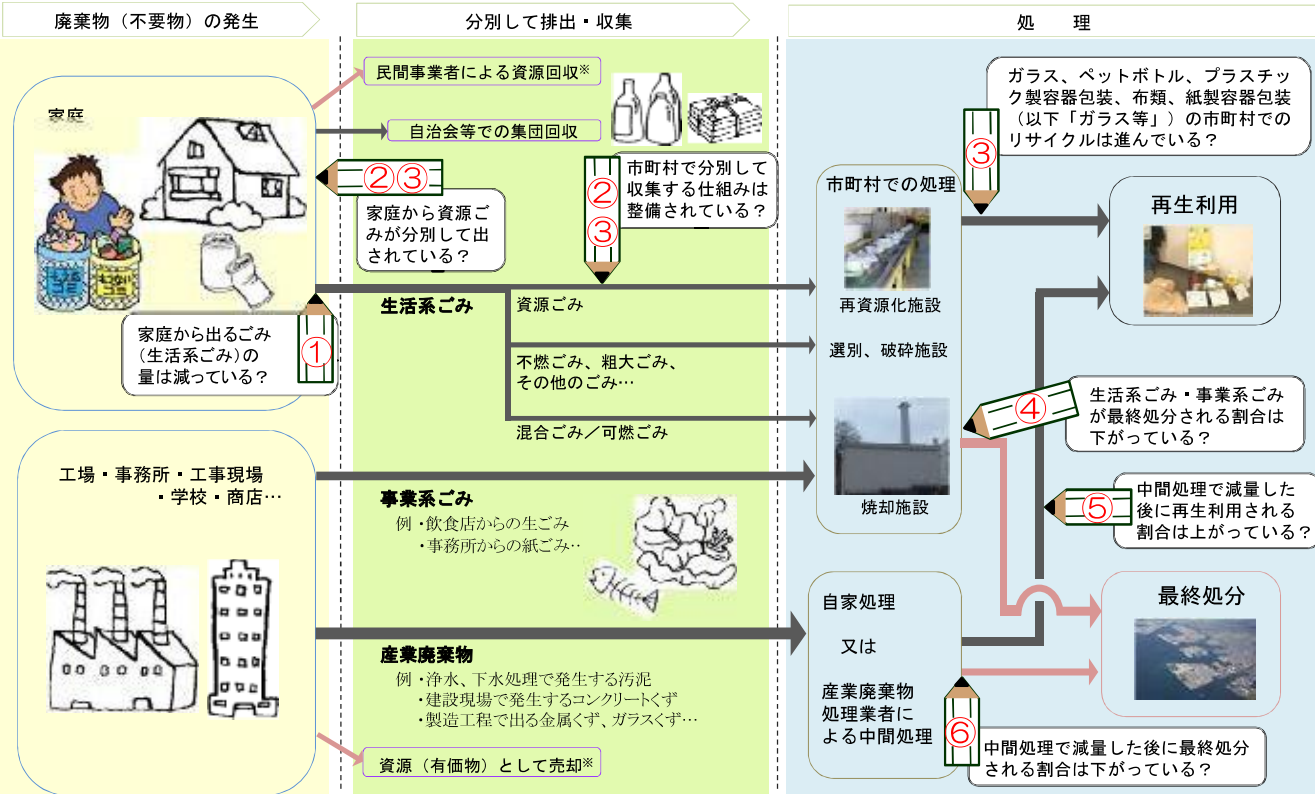 廃棄物（不要物）の発生
分別して排出・収集
処　　理
家庭
もえる
ゴミ
もえない
ゴミ
民間事業者による資源回収※
自治会等での集団回収
②③
家庭から資源ご
みが分別して出
されている？
②
③
市町村で分別して
収集する仕組みは
整備されている？
①
家庭から出るごみ
（生活系ごみ）の
量は減っている？
生活系ごみ
資源ごみ
不燃ごみ、粗大ごみ、
その他のごみ…
混合ごみ／可燃ごみ
③
ガラス、ペットボトル、プラスチッ
ク製容器包装、布類、紙製容器包装
（以下「ガラス等」）の市町村での
リサイクルは進んでいる？
市町村での処理
再資源化施設
選別、破砕施設
焼却施設
再生利用
④
生活系ごみ・事業系ごみ
が最終処分される割合は
下がっている？
⑤
中間処理で減量した
後に再生利用される
割合は上がっている？
工場・事務所・工事現場
・学校・商店…
事業系ごみ
例・飲食店からの生ごみ
・事務所からの紙ごみ‥
産業廃棄物
例・浄水、下水処理で発生する汚泥
・建設現場で発生するコンクリートくず
・製造工程で出る金属くず、ガラスくず…
資源（有価物）として売却※
自家処理
又は
産業廃棄物
処理業者に
よる中間処理
最終処分
⑥
中間処理で減量した後に最終処分
される割合は下がっている？